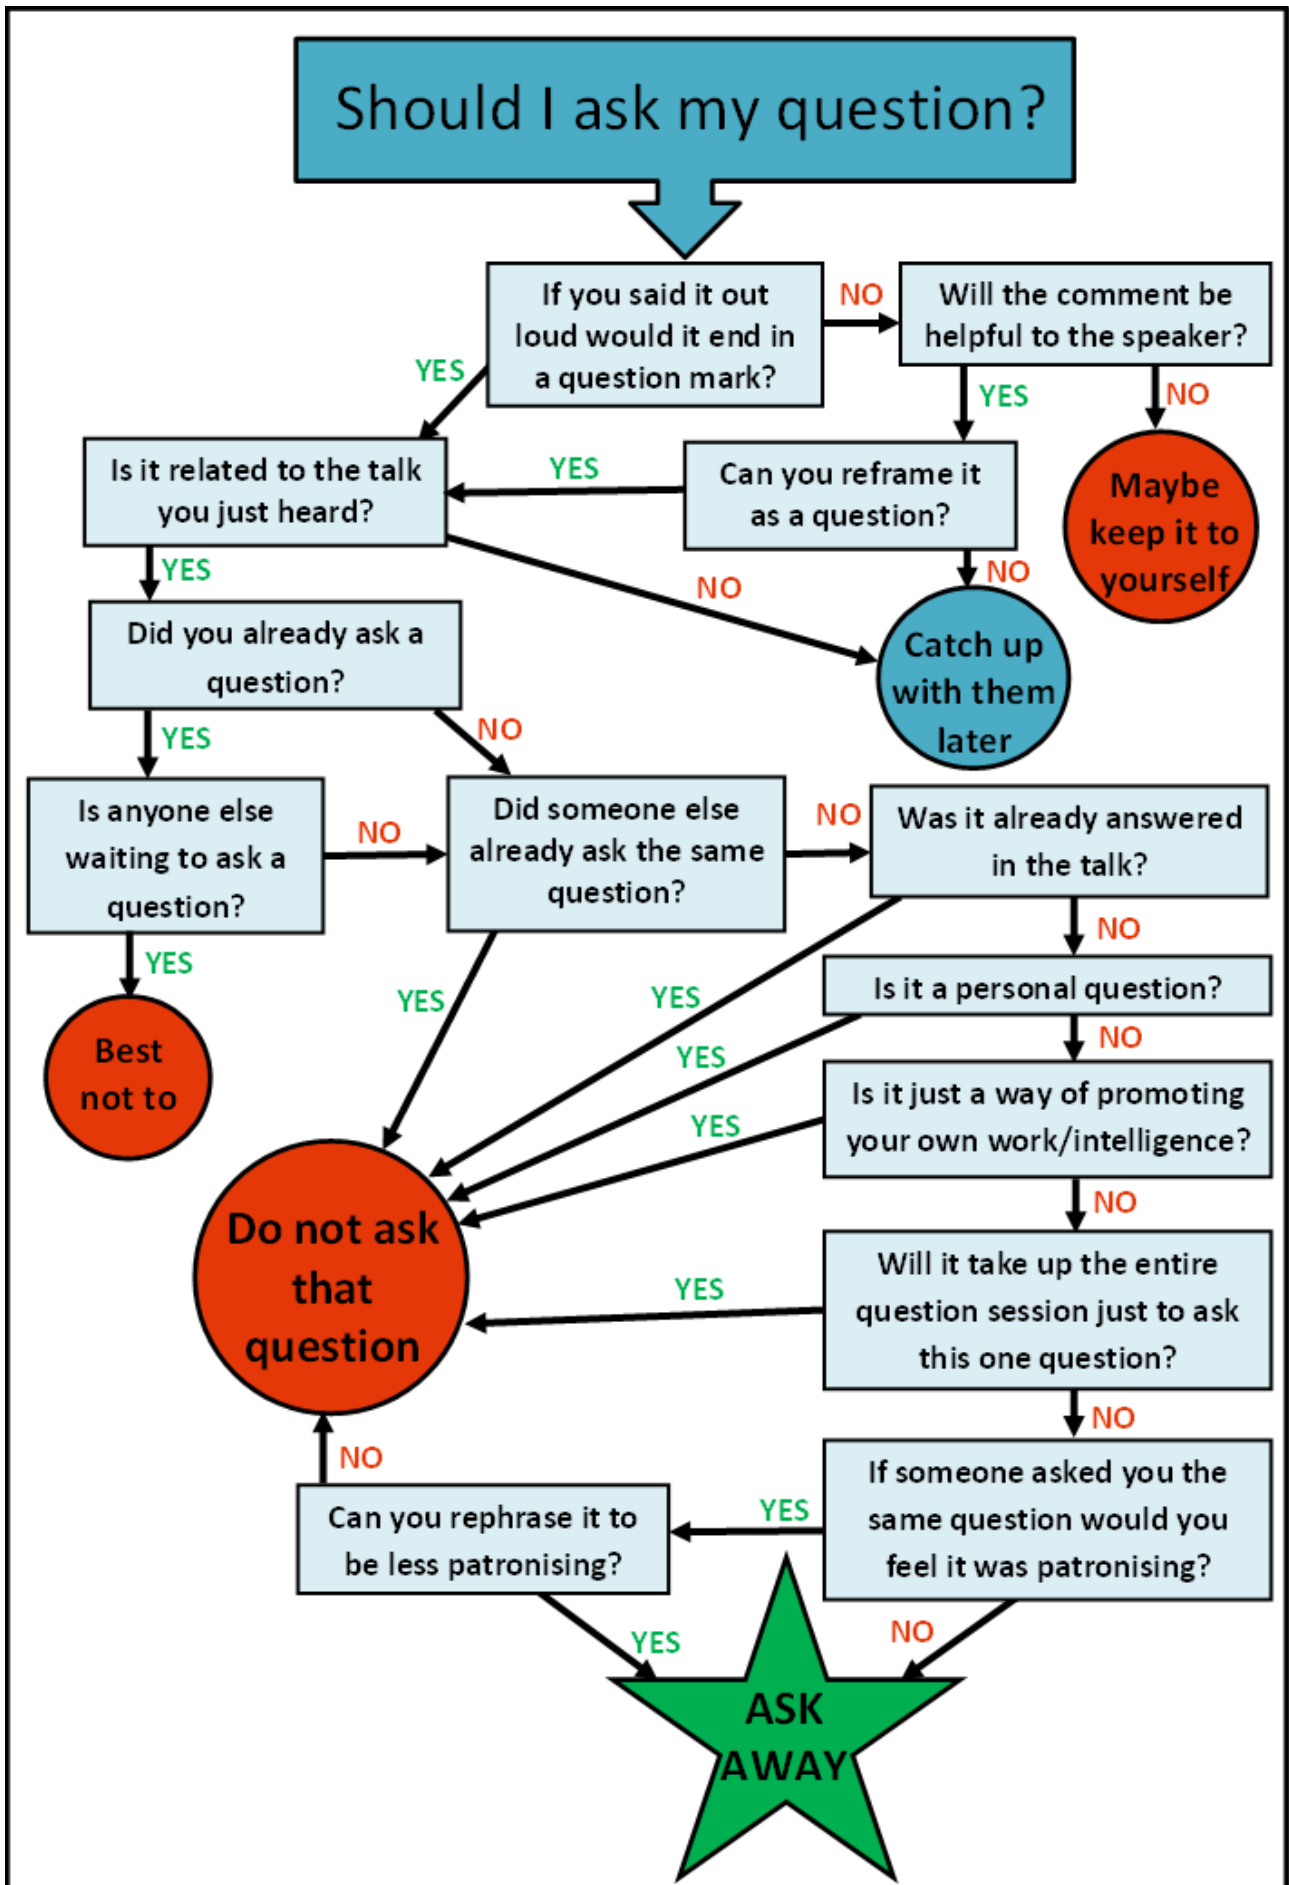 Should I ask my question?
If you said it out
loud would it end in
a question mark?
NO
Will the comment be
helpful to the speaker?
YES
YES
NO
Is it related to the talk
you just heard?
YES
Can you reframe it
as a question?
Maybe
keep it to
yourself
YES
NO
NO
Did you already ask a
question?
Catch up
with them
later
YES
NO
Is anyone else
waiting to ask a
question?
NO
Did someone else
already ask the same
question?
NO
Was it already answered
in the talk?
YES
YES
YES
NO
Is it a personal question?
Best
not to
YES
NO
Is it just a way of promoting
your own work/intelligence?
YES
NO
Do not ask
that
question
Will it take up the entire
question session just to ask
this one question?
YES
NO
NO
If someone asked you the
same question would you
feel it was patronising?
YES
Can you rephrase it to
be less patronising?
YES
NO
ASK
AWAY